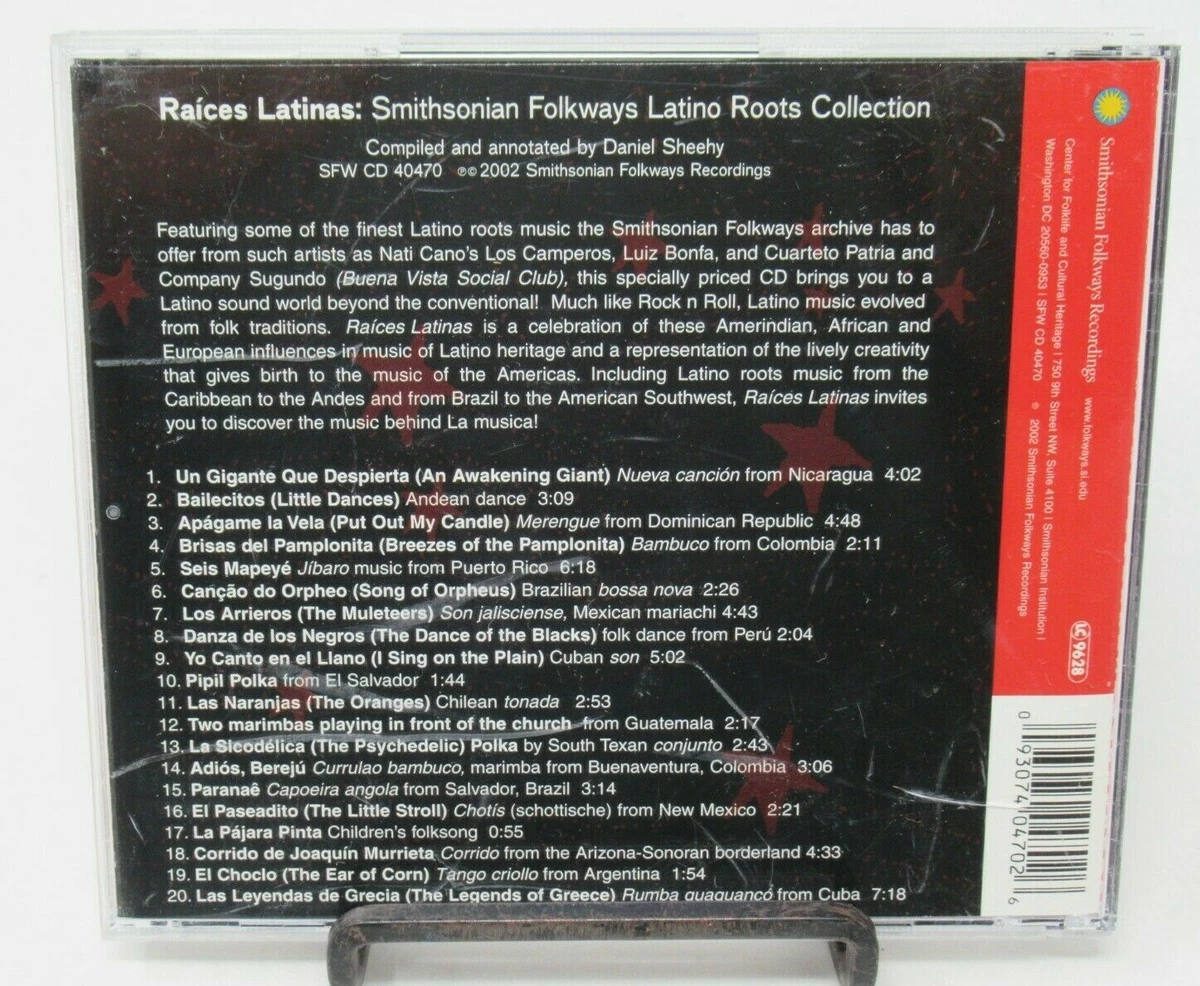 Raíces Latinas: Smithsonian Folkways Latino Roots Collection
Compiled and annotated by Daniel Sheehy
SFW CD 40470 ℗© 2002 Smithsonian Folkways Recordings
Featuring some of the finest Latino roots music the Smithsonian Folkways archive has to
offer from such artists as Nati Cano's Los Camperos, Luiz Bonfa, and Cuarteto Patria and
Company Sugundo (Buena Vista Social Club), this specially priced CD brings you to a
Latino sound world beyond the conventional! Much like Rock n Roll, Latino music evolved
from folk traditions. Raíces Latinas is a celebration of these Amerindian, African and
European influences in music of Latino heritage and a representation of the lively creativity
that gives birth to the music of the Americas. Including Latino roots music from the
Caribbean to the Andes and from Brazil to the American Southwest, Raíces Latinas invites
you to discover the music behind La musica!
1. Un Gigante Que Despierta (An Awakening Giant) Nueva canción from Nicaragua 4:02
2. Bailecitos (Little Dances) Andean dance 3:09
3. Apágame la Vela (Put Out My Candle) Merengue from Dominican Republic 4:48
4. Brisas del Pamplonita (Breezes of the Pamplonita) Bambuco from Colombia 2:11
5. Seis Mapeyé Jíbaro music from Puerto Rico 6:18
6. Canção do Orpheo (Song of Orpheus) Brazilian bossa nova 2:26
7. Los Arrieros (The Muleteers) Son jalisciense, Mexican mariachi 4:43
8. Danza de los Negros (The Dance of the Blacks) folk dance from Perú 2:04
9. Yo Canto en el Llano (I Sing on the Plain) Cuban son 5:02
10. Pipil Polka from El Salvador 1:44
11. Las Naranjas (The Oranges) Chilean tonada 2:53
12. Two marimbas playing in front of the church from Guatemala 2:17
13. La Sicodélica (The Psychedelic) Polka by South Texan conjunto 2:43
14. Adiós, Berejú Currulao bambuco, marimba from Buenaventura, Colombia 3:06
15. Paranaê Capoeira angola from Salvador, Brazil 3:14
16. El Paseadito (The Little Stroll) Chotís (schottische) from New Mexico 2:21
17. La Pájara Pinta Children's folksong 0:55
18. Corrido de Joaquín Murrieta Corrido from the Arizona-Sonoran borderland 4:33
19. El Choclo (The Ear of Corn) Tango criollo from Argentina 1:54
20. Las Leyendas de Grecia (The Legends of Greece) Rumba guaguancó from Cuba 7:18
Smithsonian Folkways Recordings www.folkways.si.edu
Center for Folklife and Cultural Heritage | 750 9th Street NW, Suite 4100 | Smithsonian Institution |
Washington DC 20560-0953 | SFW CD 40470 ℗ 2002 Smithsonian Folkways Recordings
LC 9628
0 93074 04702 6